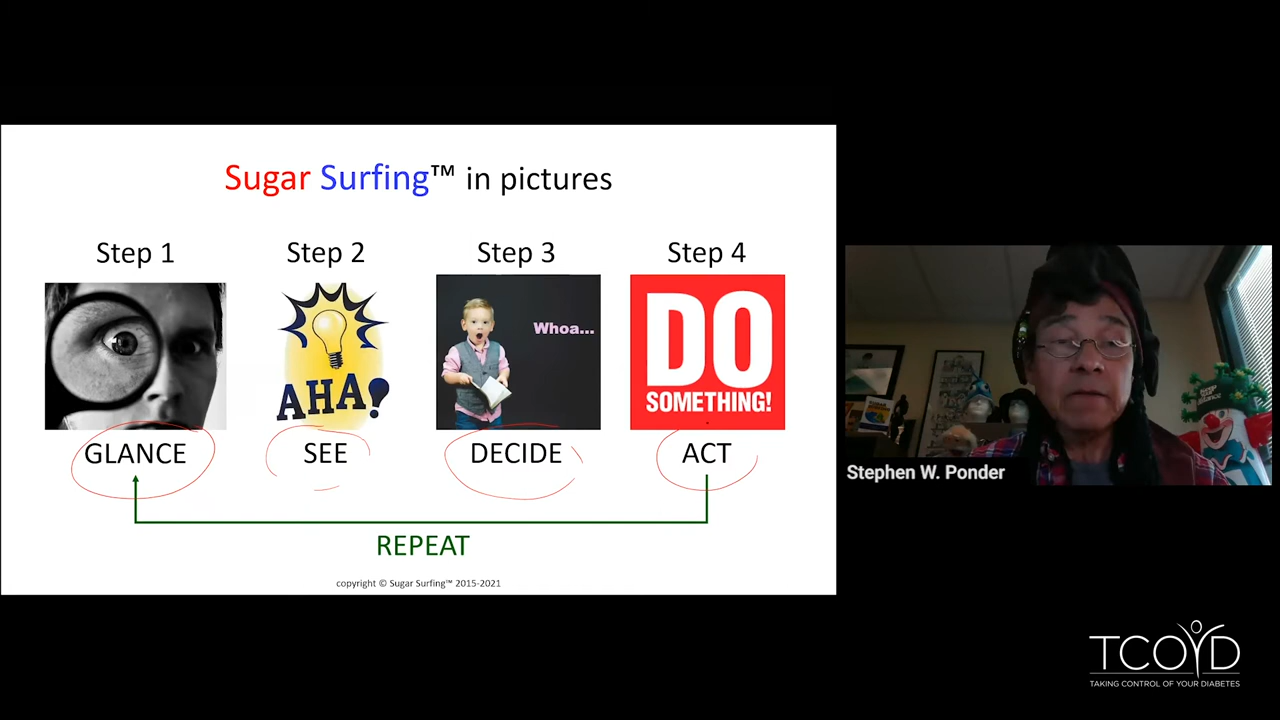 Sugar Surfing™ in pictures
Step 1
Step 2
Step 3
Step 4
Whoa...
AHA!
DO
SOMETHING!
GLANCE
SEE
DECIDE
ACT
REPEAT
copyright © Sugar Surfing™ 2015-2021
Stephen W. Ponder
TCOYD
TAKING CONTROL OF YOUR DIABETES